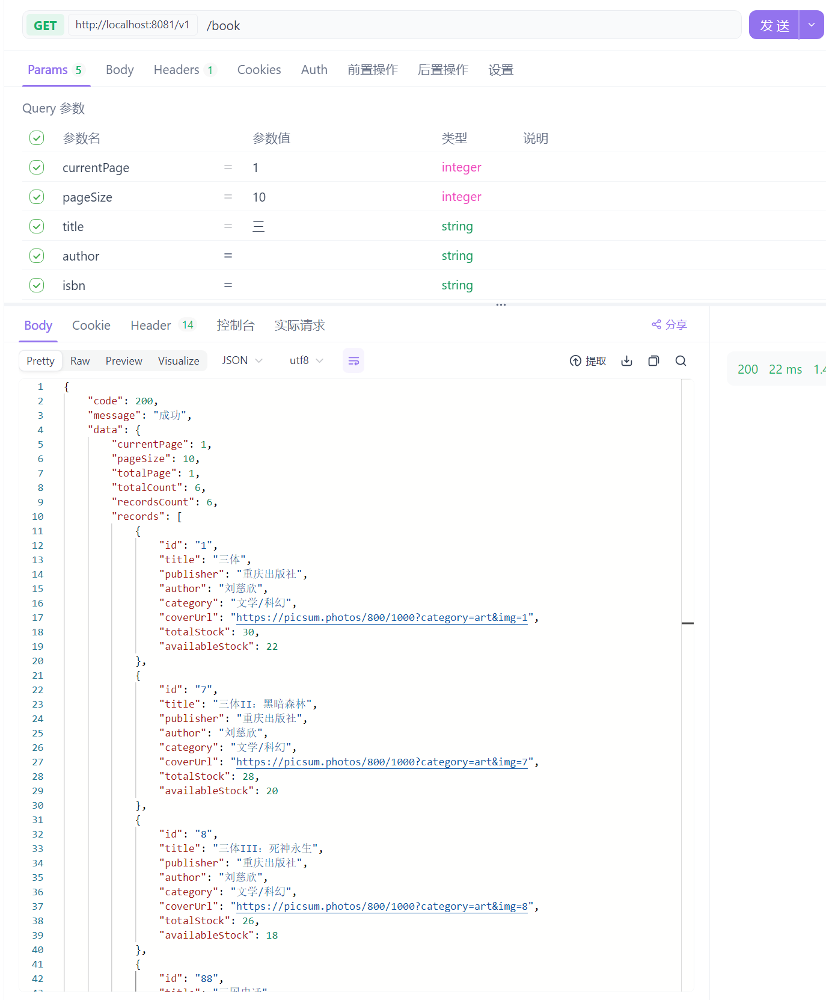 GET http://localhost:8081/v1 /book 发 送
Params 5 Body Headers 1 Cookies Auth 前置操作 后置操作 设置
Query 参数
参数名 参数值 类型 说明
currentPage = 1 integer
pageSize = 10 integer
title = 三 string
author = string
isbn = string
Body Cookie Header 14 控制台 实际请求 分享
Pretty Raw Preview Visualize JSON utf8 提取
200 22 ms
1 {
2 "code": 200,
3 "message": "成功",
4 "data": {
5 "currentPage": 1,
6 "pageSize": 10,
7 "totalPage": 1,
8 "totalCount": 6,
9 "recordsCount": 6,
10 "records": [
11 {
12 "id": "1",
13 "title": "三体",
14 "publisher": "重庆出版社",
15 "author": "刘慈欣",
16 "category": "文学/科幻",
17 "coverUrl": "https://picsum.photos/800/1000?category=art&img=1",
18 "totalStock": 30,
19 "availableStock": 22
20 },
21 {
22 "id": "7",
23 "title": "三体II：黑暗森林",
24 "publisher": "重庆出版社",
25 "author": "刘慈欣",
26 "category": "文学/科幻",
27 "coverUrl": "https://picsum.photos/800/1000?category=art&img=7",
28 "totalStock": 28,
29 "availableStock": 20
30 },
31 {
32 "id": "8",
33 "title": "三体III：死神永生",
34 "publisher": "重庆出版社",
35 "author": "刘慈欣",
36 "category": "文学/科幻",
37 "coverUrl": "https://picsum.photos/800/1000?category=art&img=8",
38 "totalStock": 26,
39 "availableStock": 18
40 },
41 {
42 "id": "88",